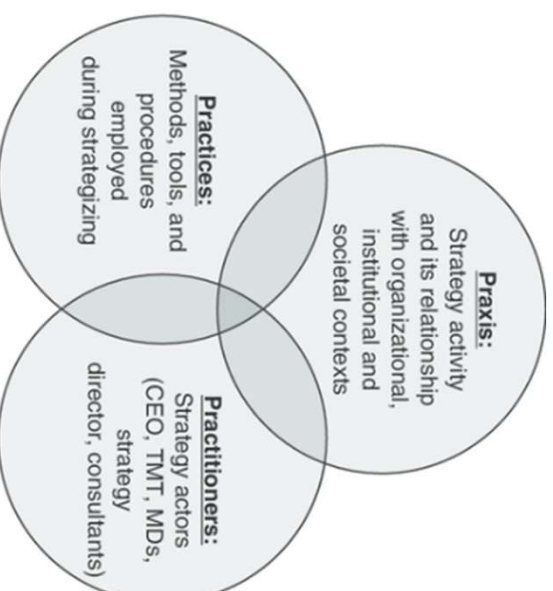 Praxis:
Strategy activity
and its relationship
with organizational,
institutional and
societal contexts
Practices:
Methods, tools, and
procedures
employed
during strategizing
Practitioners:
Strategy actors
(CEO, TMT, MDs,
strategy
director, consultants)